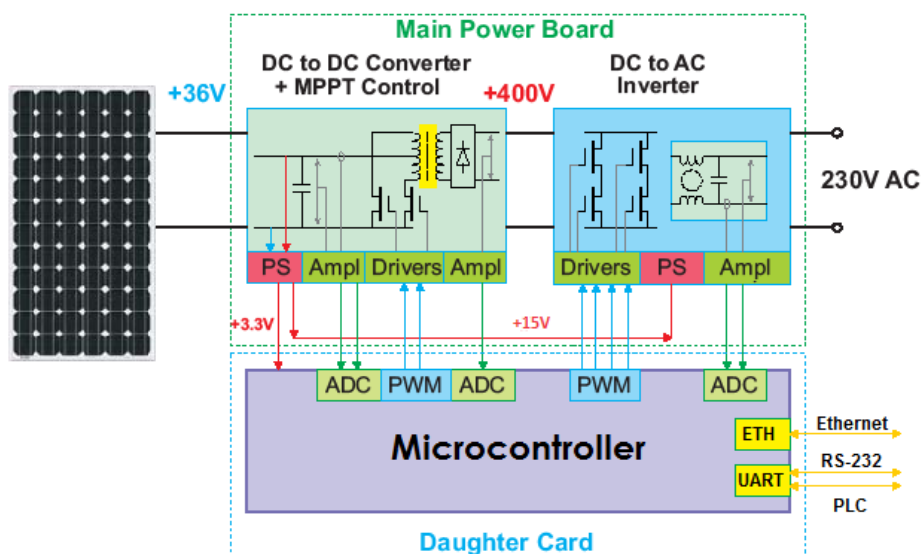 Main Power Board
DC to DC Converter
+ MPPT Control
DC to AC
Inverter
+36V
+400V
230V AC
PS
Ampl
Drivers
Ampl
Drivers
PS
Ampl
+3.3V
+15V
ADC
PWM
ADC
PWM
ADC
Microcontroller
ETH
Ethernet
RS-232
UART
PLC
Daughter Card